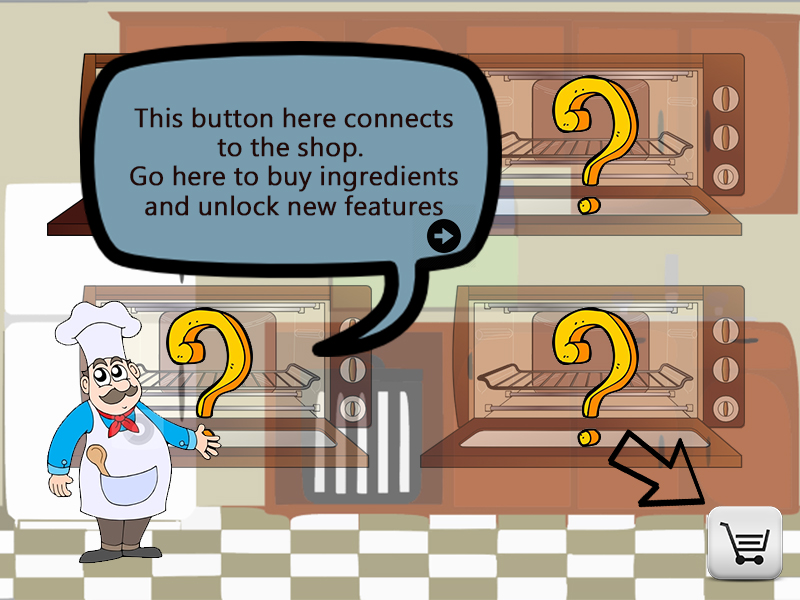 This button here connects
to the shop.
Go here to buy ingredients
and unlock new features